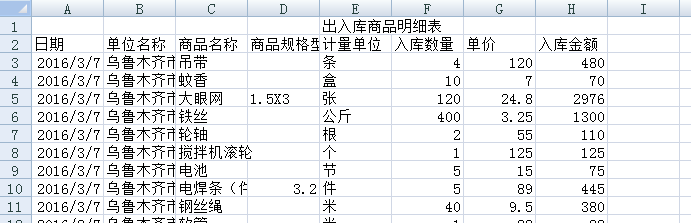 A B C D E F G H
1 出入库商品明细表
2 日期 单位名称 商品名称 商品规格型 计量单位 入库数量 单价 入库金额
3 2016/3/7 乌鲁木齐市 吊带 条 4 120 480
4 2016/3/7 乌鲁木齐市 蚊香 盒 10 7 70
5 2016/3/7 乌鲁木齐市 大眼网 1.5X3 张 120 24.8 2976
6 2016/3/7 乌鲁木齐市 铁丝 公斤 400 3.25 1300
7 2016/3/7 乌鲁木齐市 轮轴 根 2 55 110
8 2016/3/7 乌鲁木齐市 搅拌机滚轮 个 1 125 125
9 2016/3/7 乌鲁木齐市 电池 节 5 15 75
10 2016/3/7 乌鲁木齐市 电焊条 3.2 件 5 89 445
11 2016/3/7 乌鲁木齐市 钢丝绳 米 40 9.5 380